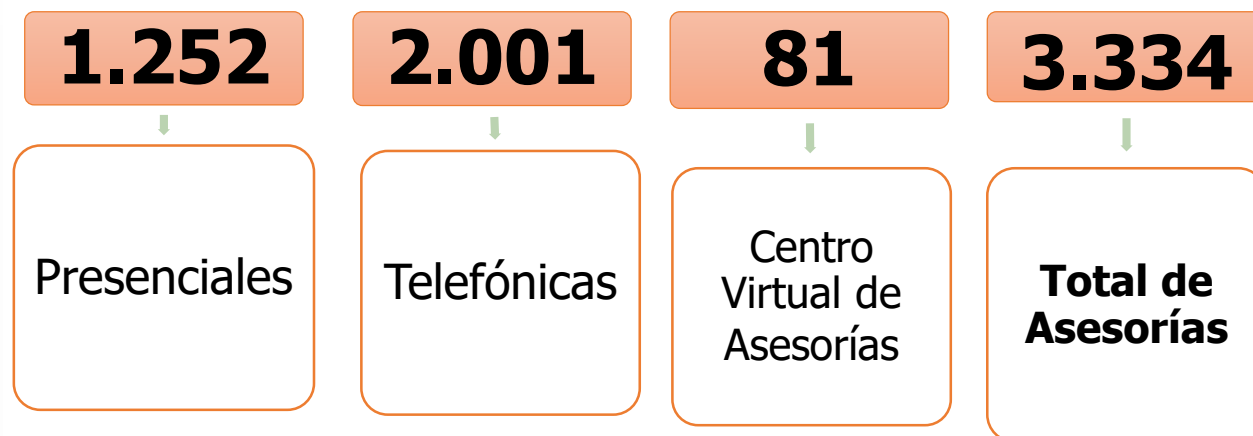 1.252
2.001
81
3.334
Presenciales
Telefónicas
Centro
Virtual de
Asesorías
Total de
Asesorías